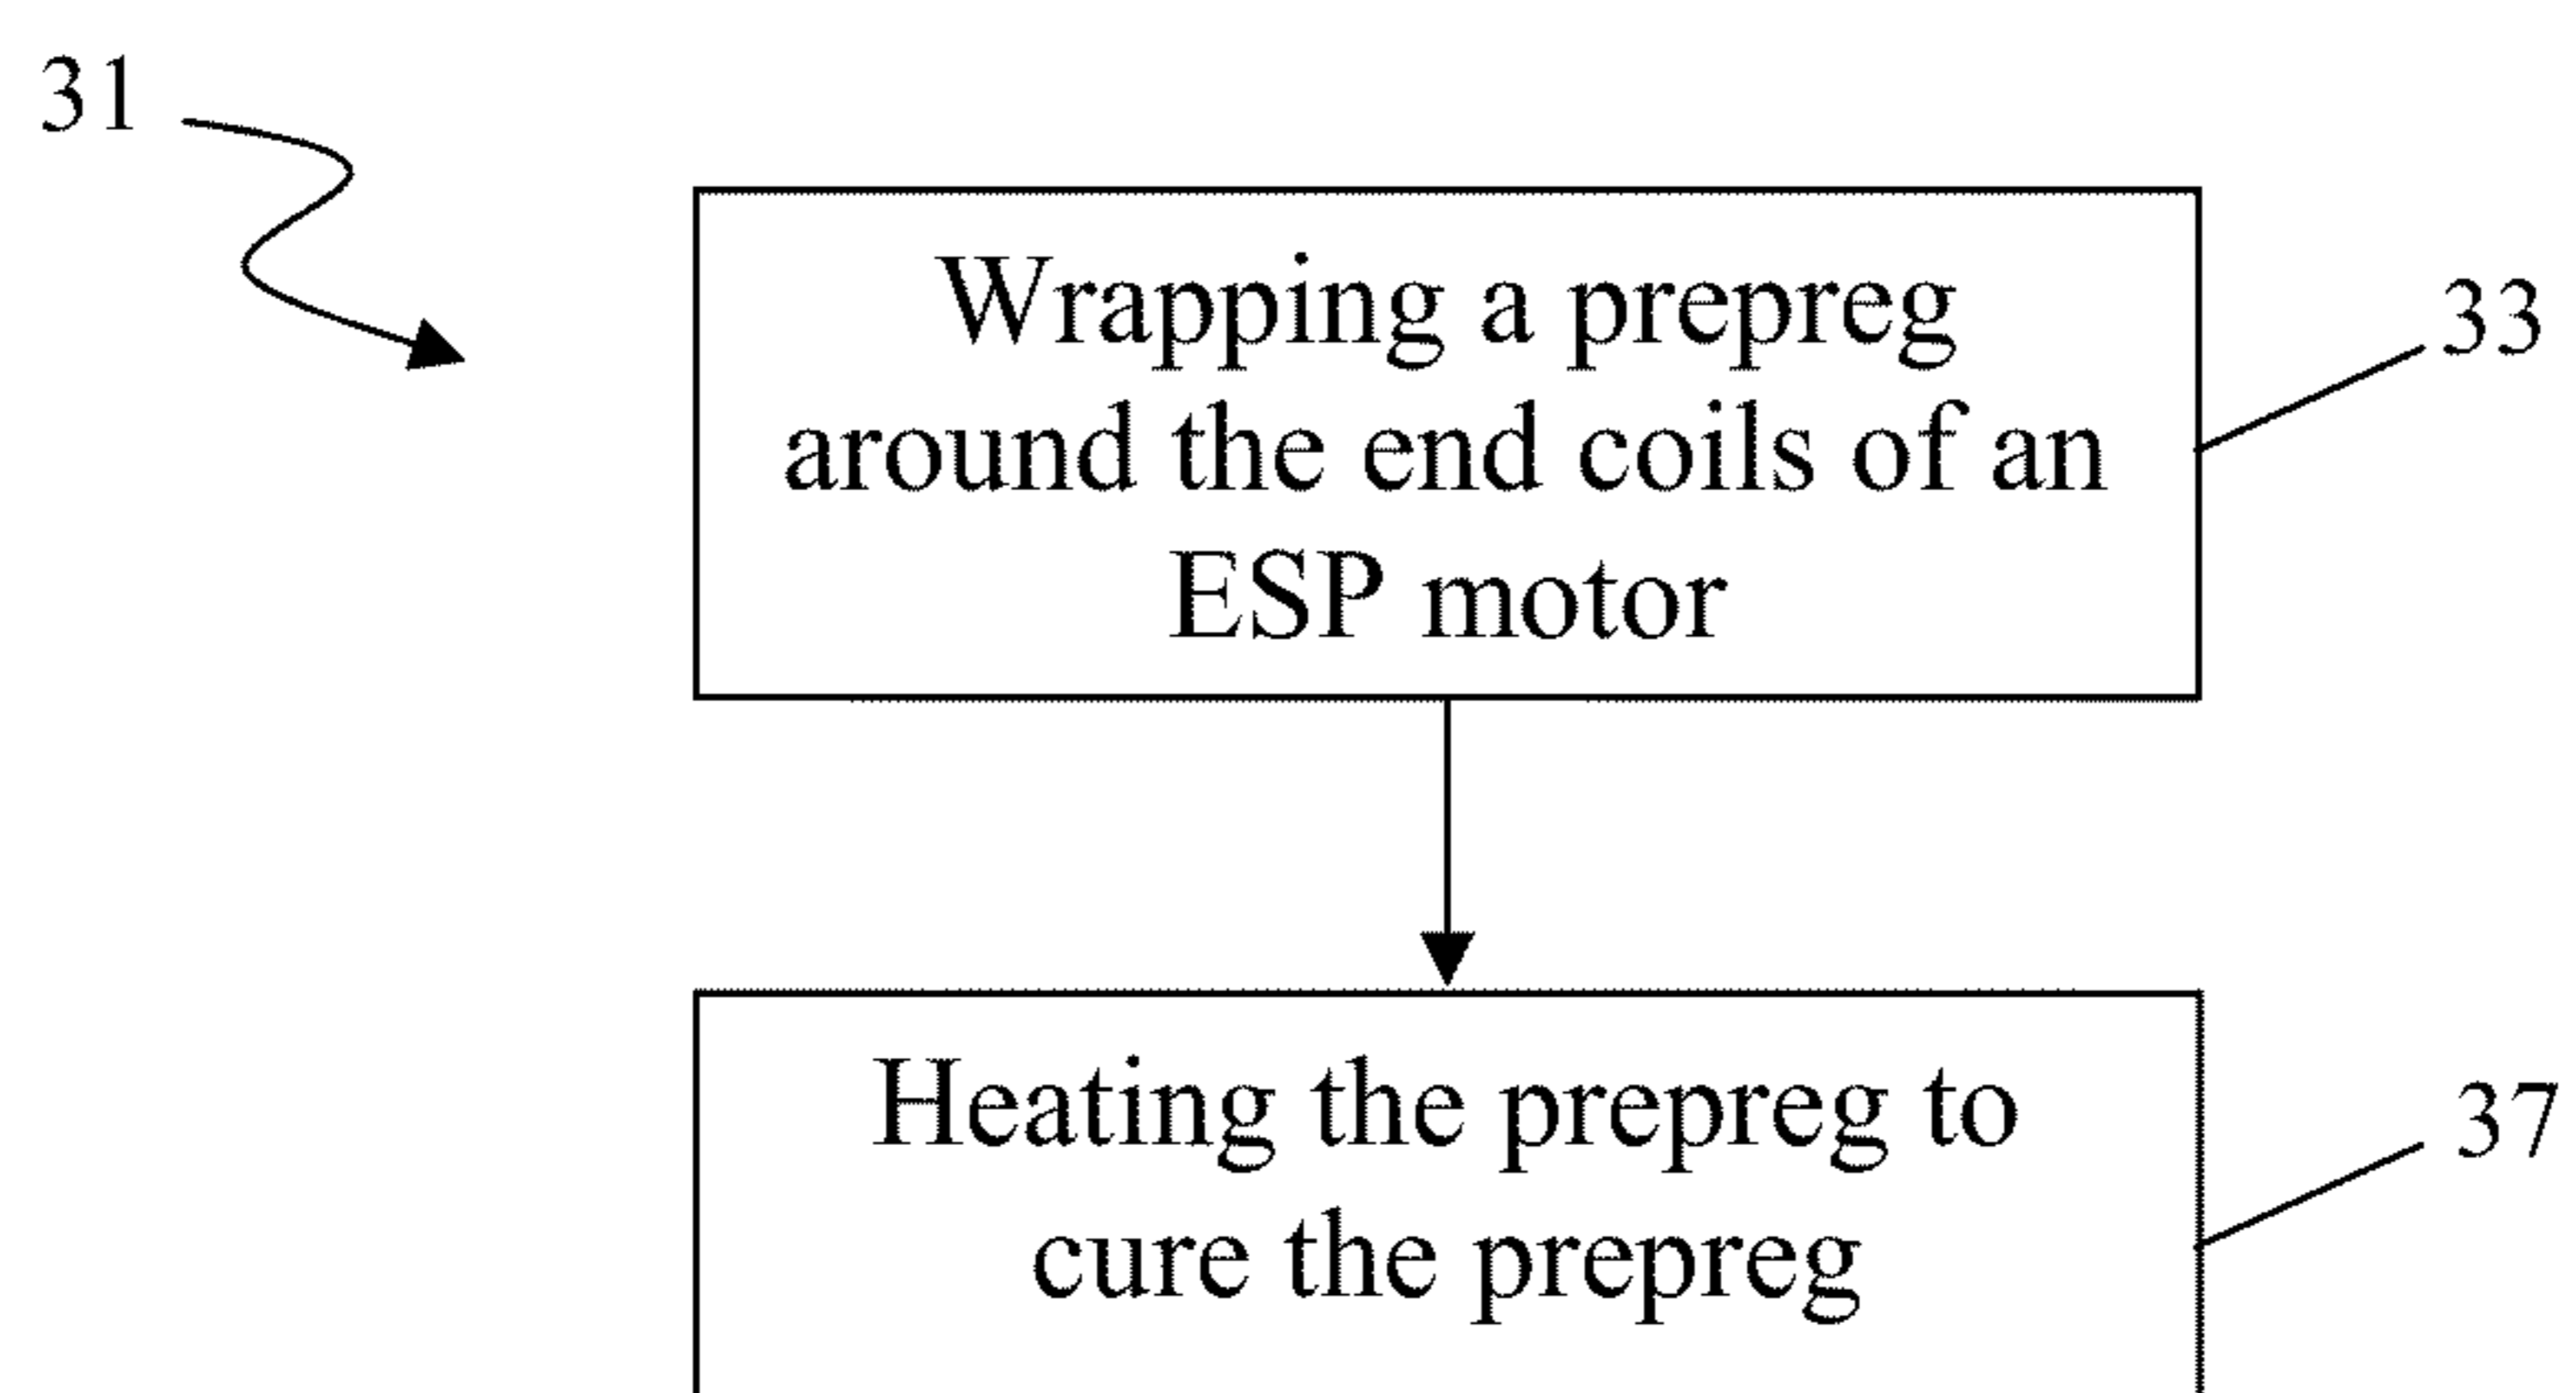 31
Wrapping a prepreg
around the end coils of an
ESP motor
33
Heating the prepreg to
cure the prepreg
37